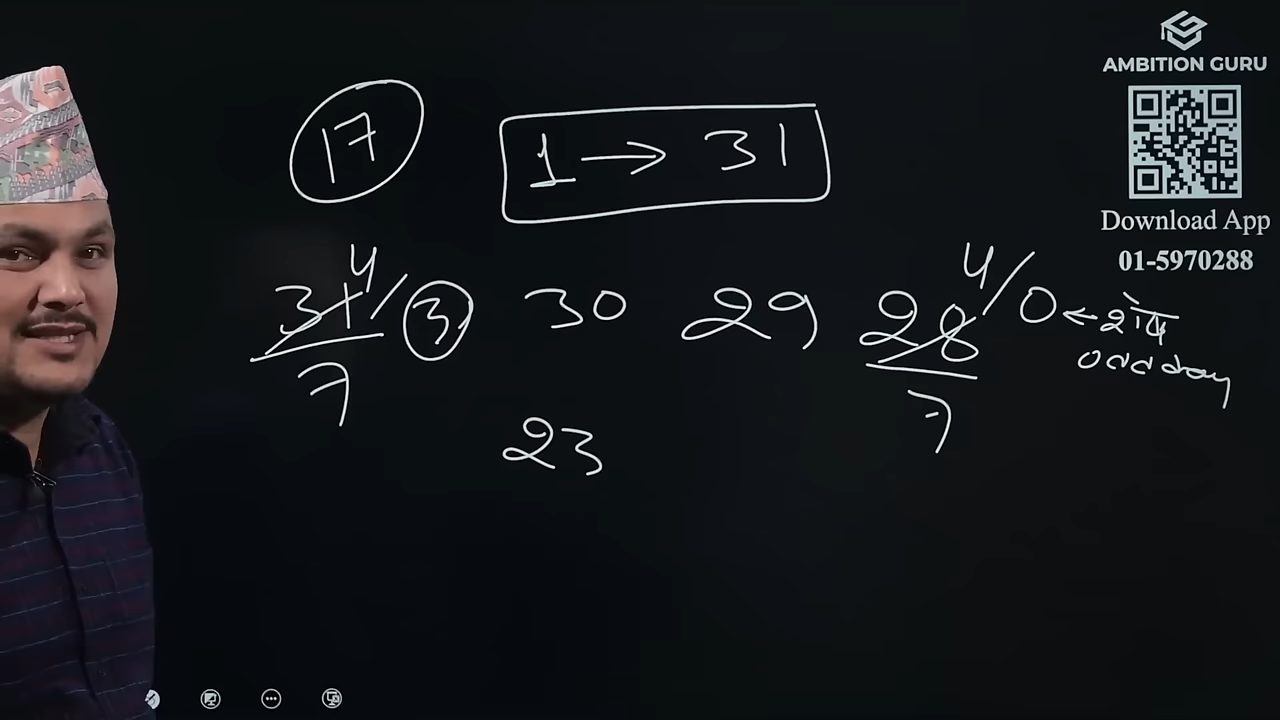 AMBITION GURU
Download App
01-5970288
17
1 → 31
31/7 4/3 30 29 28/7 4/0 ←
odd day
23